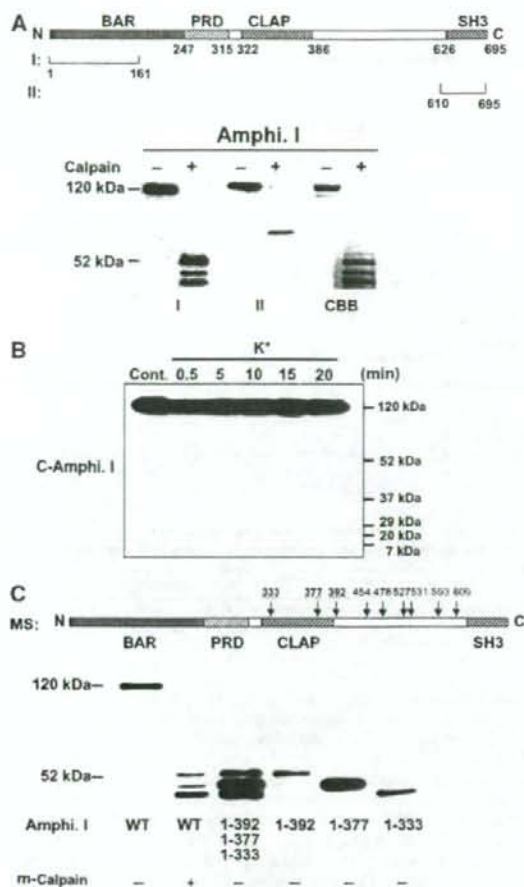 A
BAR PRD CLAP SH3
N C
247 315 322 386 626 695
I:
1 161
II:
610 695
Amphi. I
Calpain – + – + – +
120 kDa
52 kDa
I II CBB
B
K+
Cont. 0.5 5 10 15 20 (min)
C-Amphi. I
120 kDa
52 kDa
37 kDa
29 kDa
20 kDa
7 kDa
C
333 377 392 454 478 527 531
MS: N C
BAR PRD CLAP SH3
120 kDa
52 kDa
Amphi. I WT WT 1-392 1-392 1-377 1-333
1-377
1-333
m-Calpain – + – – – –